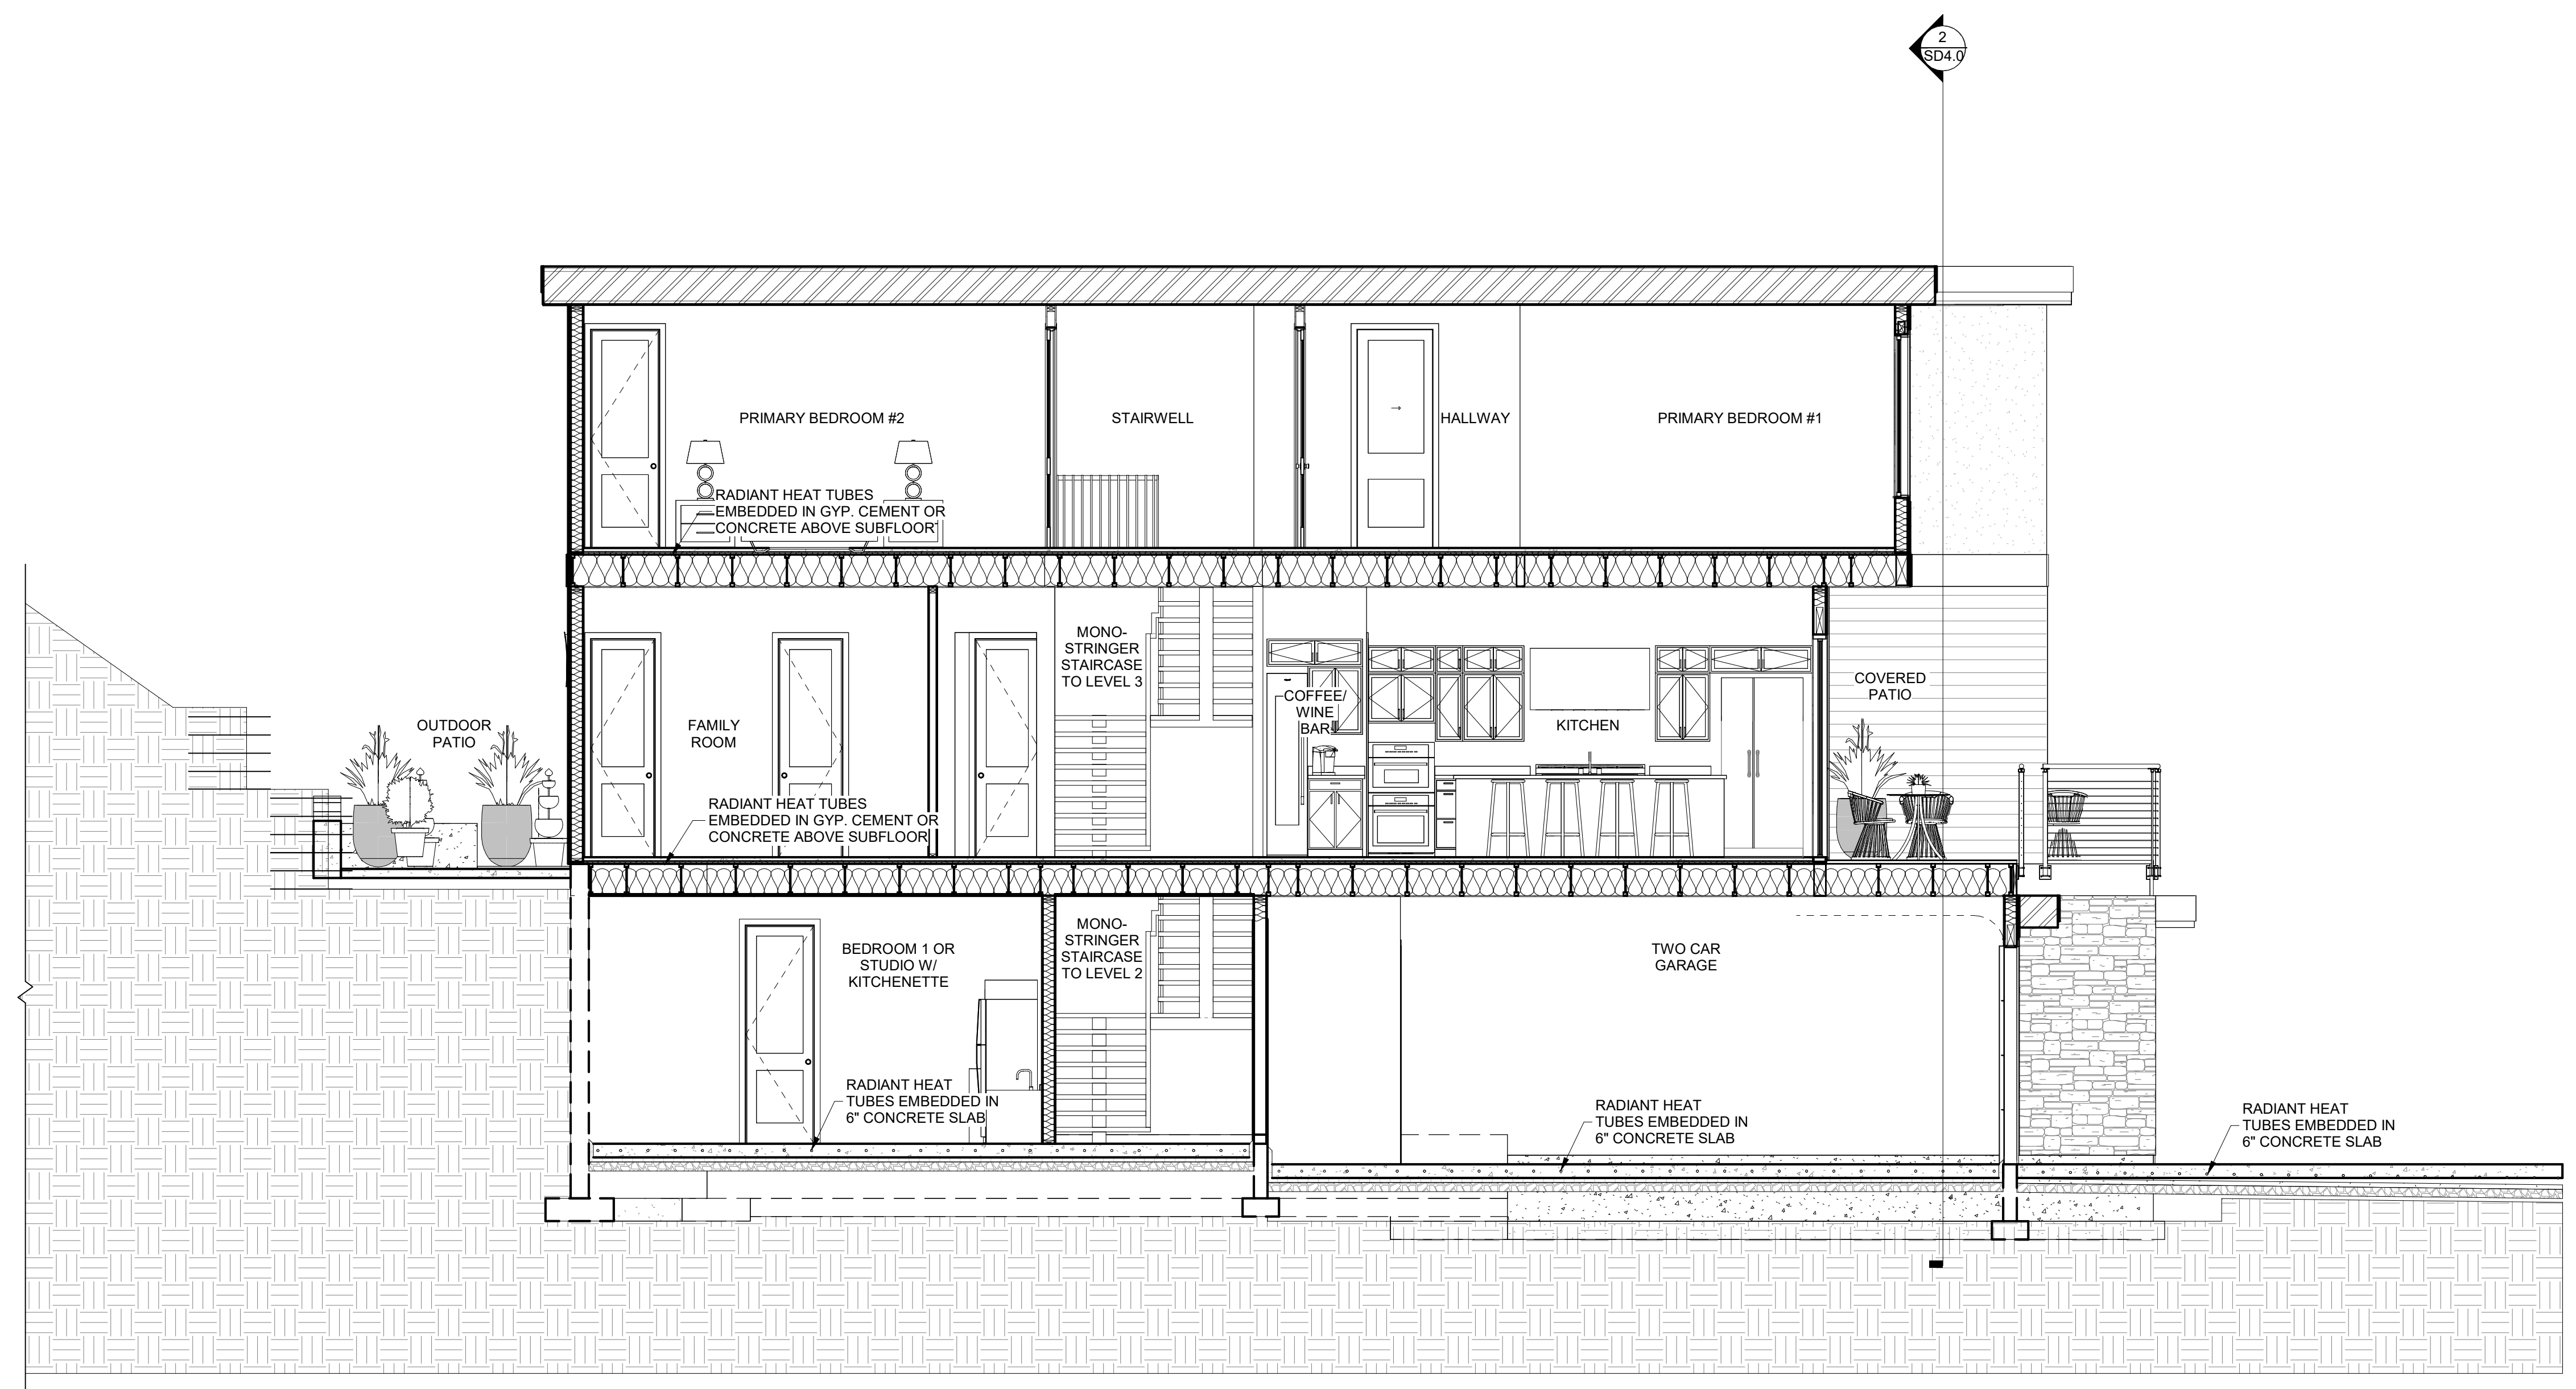 2
SD4.0
PRIMARY BEDROOM #2
STAIRWELL
HALLWAY
PRIMARY BEDROOM #1
RADIANT HEAT TUBES
EMBEDDED IN GYP. CEMENT OR
CONCRETE ABOVE SUBFLOOR
OUTDOOR
PATIO
FAMILY
ROOM
MONO-
STRINGER
STAIRCASE
TO LEVEL 3
COFFEE/
WINE
BAR
KITCHEN
COVERED
PATIO
RADIANT HEAT TUBES
EMBEDDED IN GYP. CEMENT OR
CONCRETE ABOVE SUBFLOOR
BEDROOM 1 OR
STUDIO W/
KITCHENETTE
MONO-
STRINGER
STAIRCASE
TO LEVEL 2
TWO CAR
GARAGE
RADIANT HEAT
TUBES EMBEDDED IN
6" CONCRETE SLAB
RADIANT HEAT
TUBES EMBEDDED IN
6" CONCRETE SLAB
RADIANT HEAT
TUBES EMBEDDED IN
6" CONCRETE SLAB